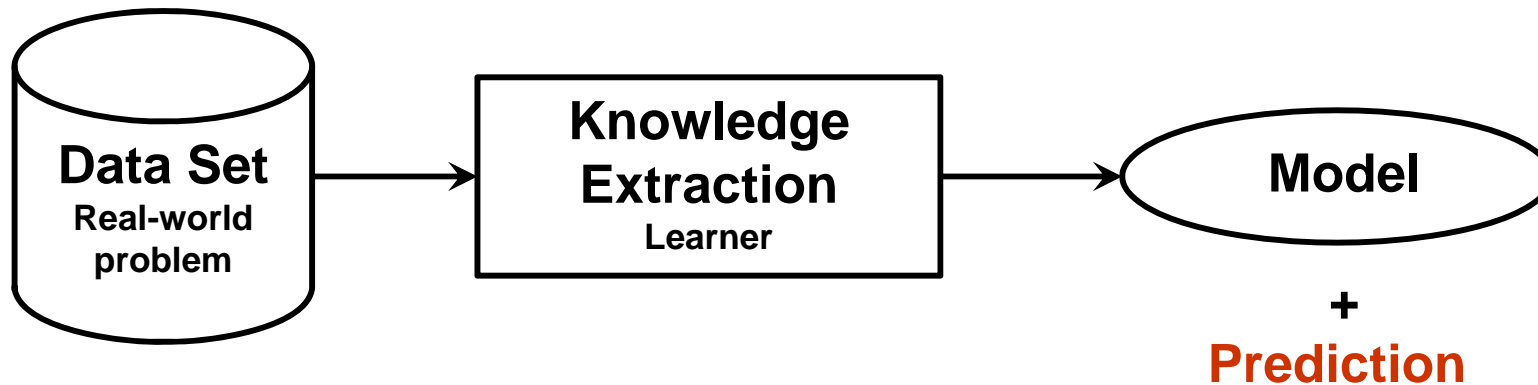 Data Set
Real-world
problem
Knowledge
Extraction
Learner
Model
+
Prediction